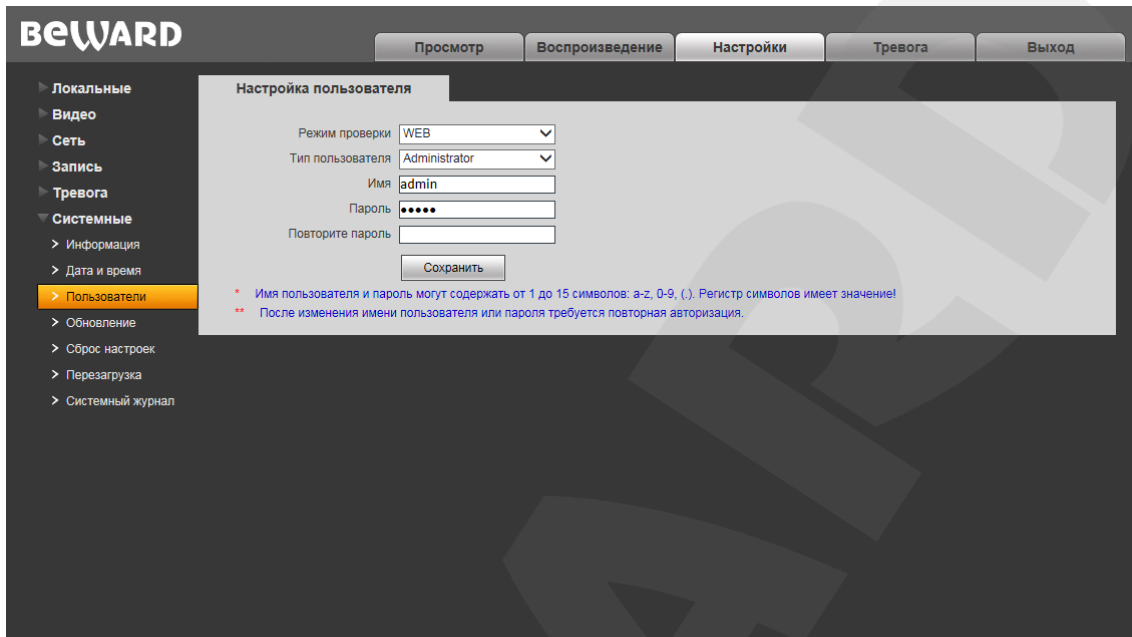 BEWARD
Просмотр
Воспроизведение
Настройки
Тревога
Выход
Локальные
Видео
Сеть
Запись
Тревога
Системные
Информация
Дата и время
Пользователи
Обновление
Сброс настроек
Перезагрузка
Системный журнал
Настройка пользователя
Режим проверки WEB
Тип пользователя Administrator
Имя admin
Пароль •••••
Повторите пароль
Сохранить
* Имя пользователя и пароль могут содержать от 1 до 15 символов: a-z, 0-9, (.). Регистр символов имеет значение!
** После изменения имени пользователя или пароля требуется повторная авторизация.